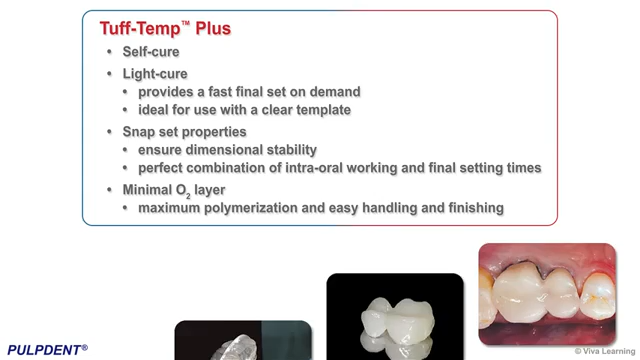 Tuff-Temp™ Plus
• Self-cure
• Light-cure
• provides a fast final set on demand
• ideal for use with a clear template
• Snap set properties
• ensure dimensional stability
• perfect combination of intra-oral working and final setting times
• Minimal O2 layer
• maximum polymerization and easy handling and finishing
PULPDENT®
© Viva Learning